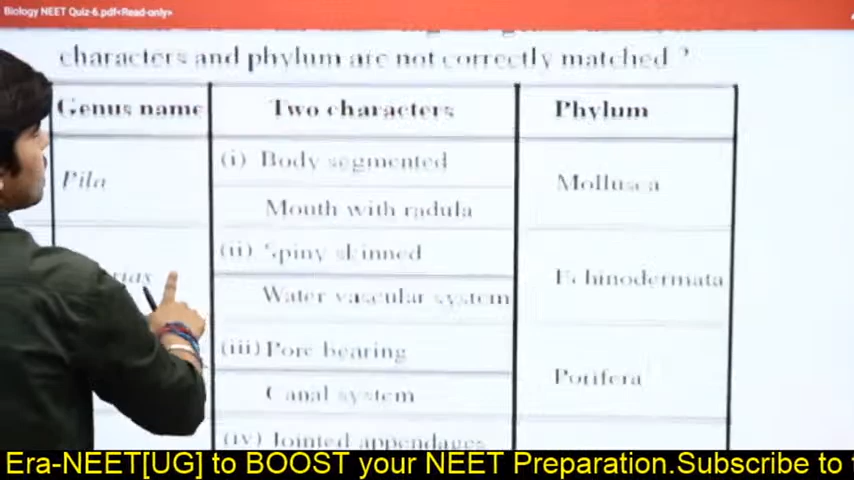 Biology NEET Quiz-6.pdf<Read-only>
characters and phylum are not correctly matched ?
Genus name Two characters Phylum
Pila (i) Body segmented Mollusca
Mouth with radula
(ii) Spiny skinned Echinodermata
Water vascular system
(iii) Pore bearing Porifera
Canal system
(iv) Jointed appendages
Era-NEET[UG] to BOOST your NEET Preparation.Subscribe to